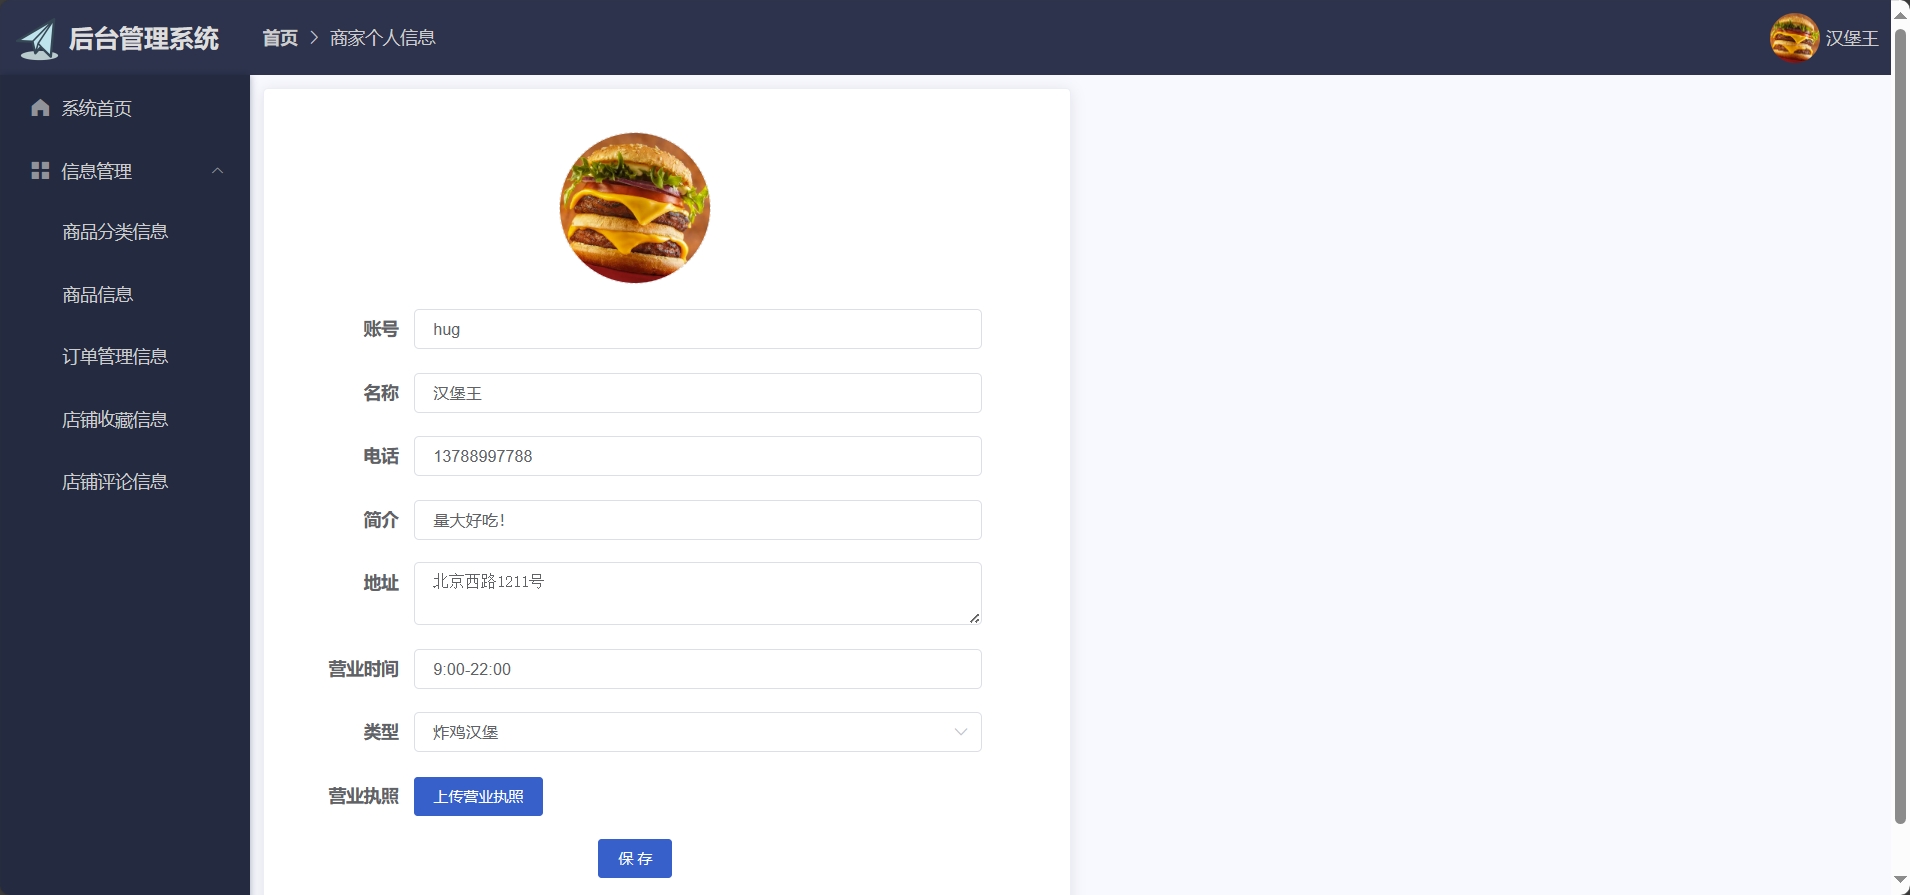 后台管理系统
首页 > 商家个人信息
汉堡王
系统首页
信息管理
商品分类信息
商品信息
订单管理信息
店铺收藏信息
店铺评论信息
账号 hug
名称 汉堡王
电话 13788997788
简介 量大好吃!
地址 北京西路1211号
营业时间 9:00-22:00
类型 炸鸡汉堡
营业执照 上传营业执照
保 存